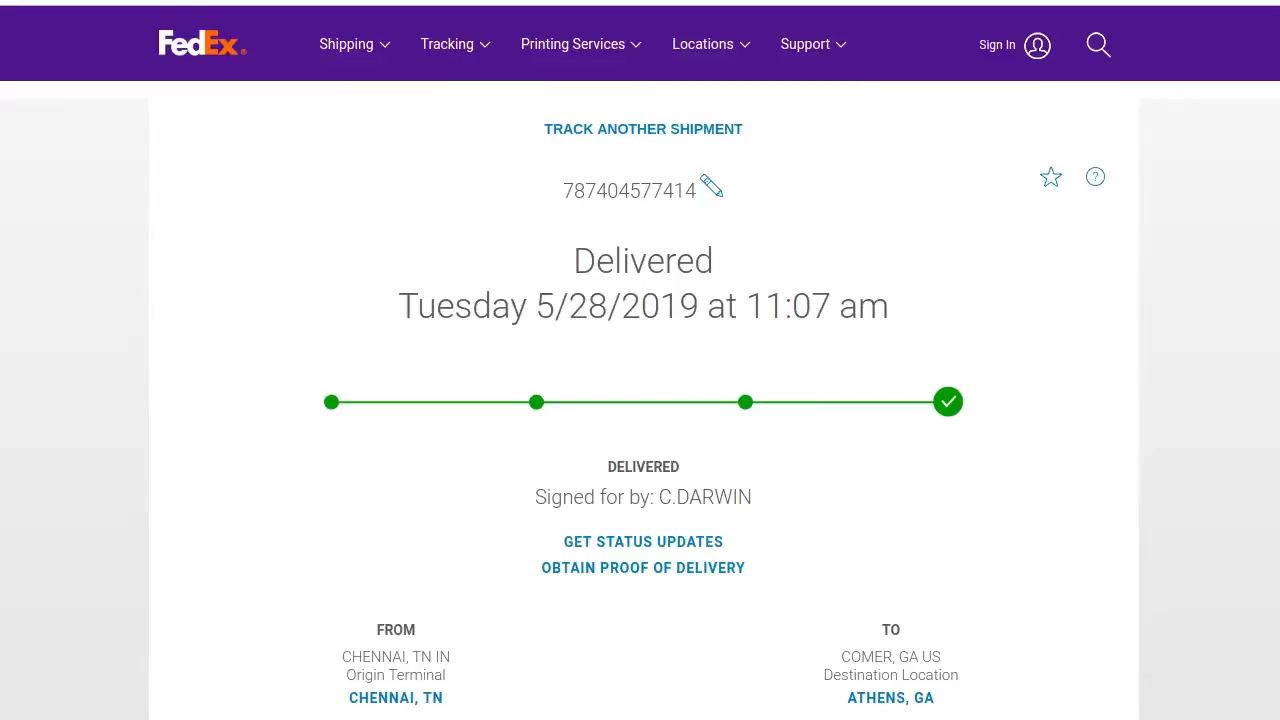 FedEx®
Shipping Tracking Printing Services Locations Support Sign In
TRACK ANOTHER SHIPMENT
787404577414
?
Delivered
Tuesday 5/28/2019 at 11:07 am
DELIVERED
Signed for by: C.DARWIN
GET STATUS UPDATES
OBTAIN PROOF OF DELIVERY
FROM
CHENNAI, TN IN
Origin Terminal
CHENNAI, TN
TO
COMER, GA US
Destination Location
ATHENS, GA